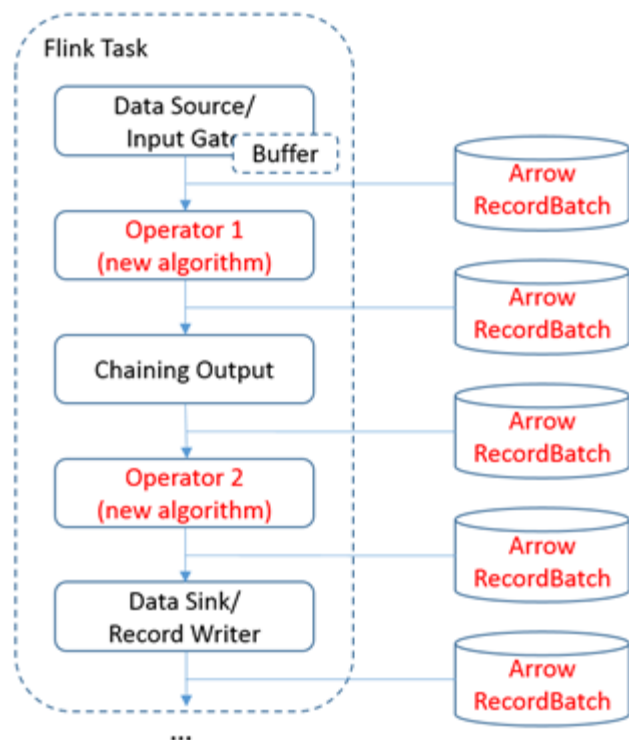 Flink Task
Data Source/
Input Gate
Buffer
Arrow
RecordBatch
Operator 1
(new algorithm)
Arrow
RecordBatch
Chaining Output
Arrow
RecordBatch
Operator 2
(new algorithm)
Arrow
RecordBatch
Data Sink/
Record Writer
Arrow
RecordBatch
...